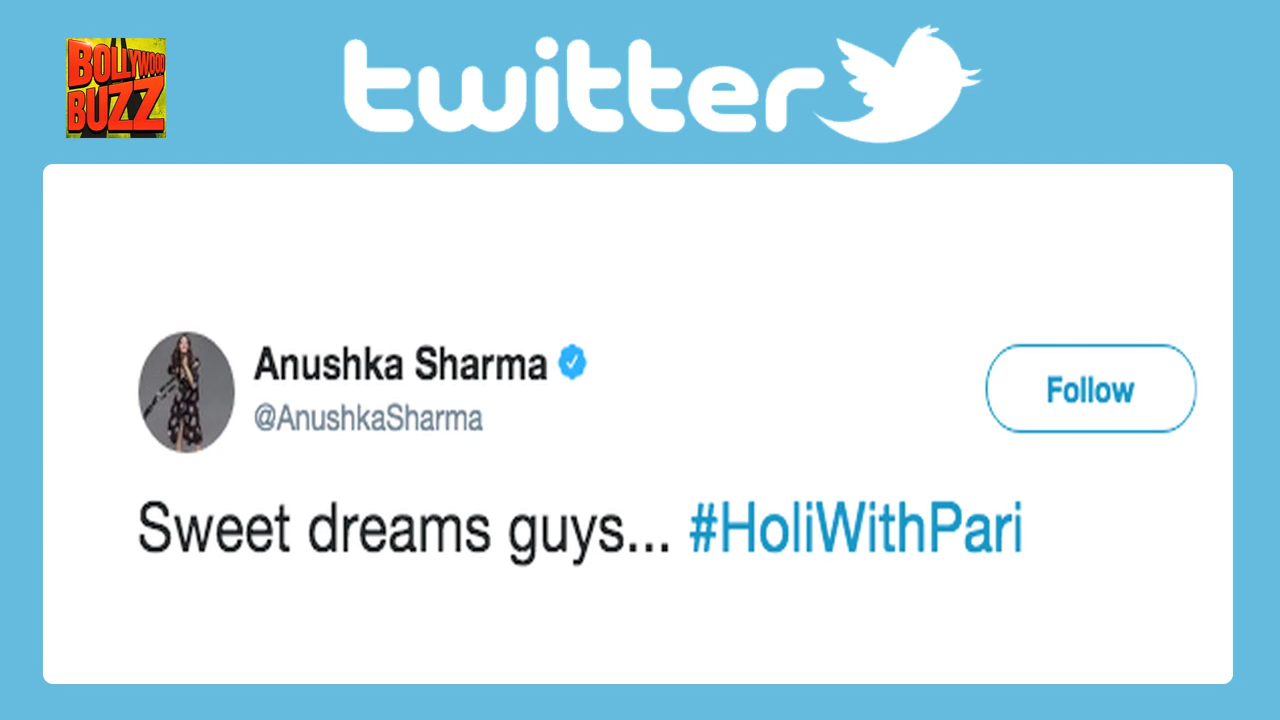 BOLLYWOOD
BUZZ
twitter
Anushka Sharma
@AnushkaSharma
Follow
Sweet dreams guys... #HoliWithPari